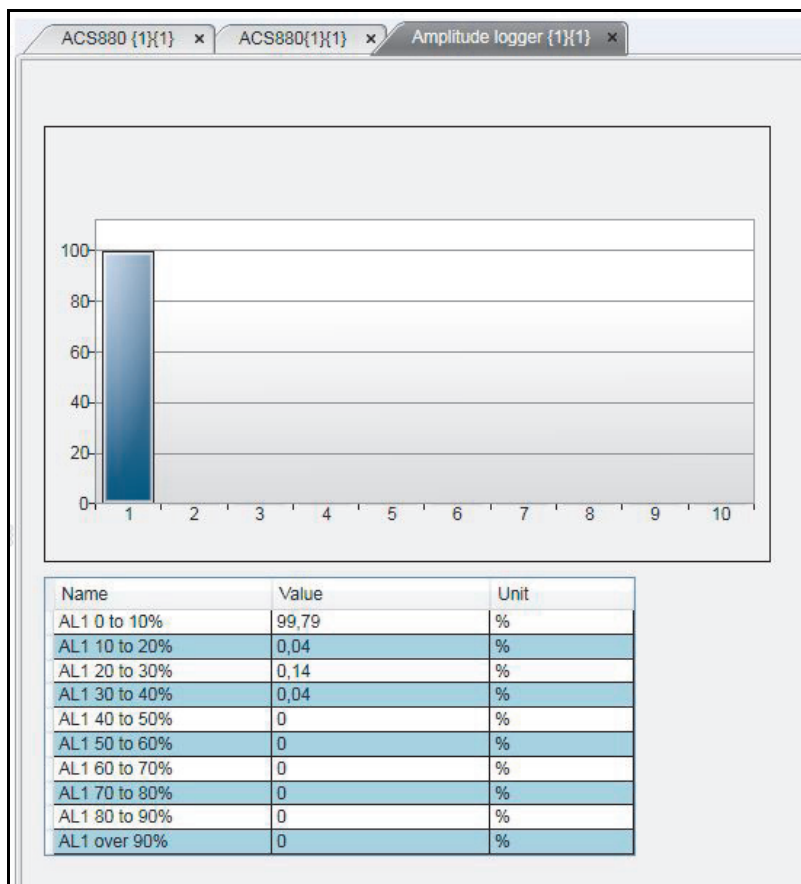 ACS880 {1}{1} x ACS880{1}{1} x Amplitude logger {1}{1} x
100
80
60
40
20
0
1 2 3 4 5 6 7 8 9 10
Name Value Unit
AL1 0 to 10% 99,79 %
AL1 10 to 20% 0,04 %
AL1 20 to 30% 0,14 %
AL1 30 to 40% 0,04 %
AL1 40 to 50% 0 %
AL1 50 to 60% 0 %
AL1 60 to 70% 0 %
AL1 70 to 80% 0 %
AL1 80 to 90% 0 %
AL1 over 90% 0 %